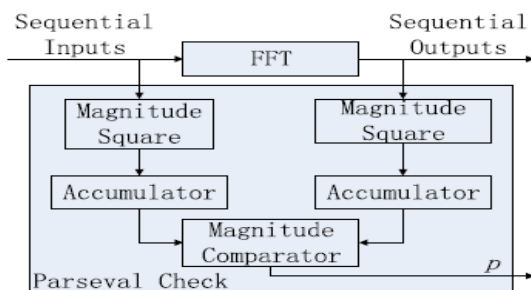 Sequential Inputs
Sequential Outputs
FFT
Magnitude Square
Magnitude Square
Accumulator
Accumulator
Magnitude Comparator
p
Parseval Check